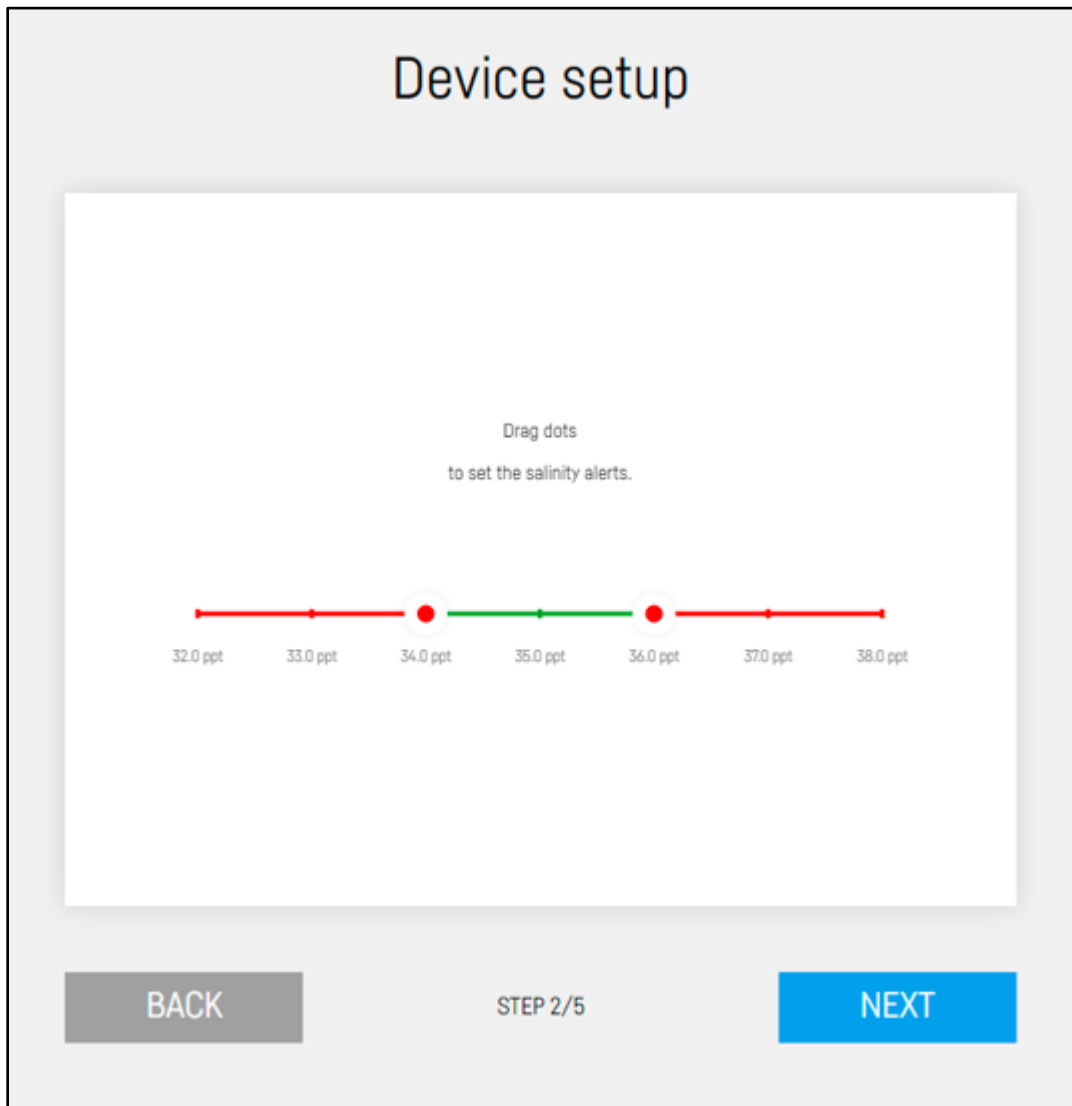 Device setup
Drag dots
to set the salinity alerts.
32.0 ppt 33.0 ppt 34.0 ppt 35.0 ppt 36.0 ppt 37.0 ppt 38.0 ppt
BACK STEP 2/5 NEXT